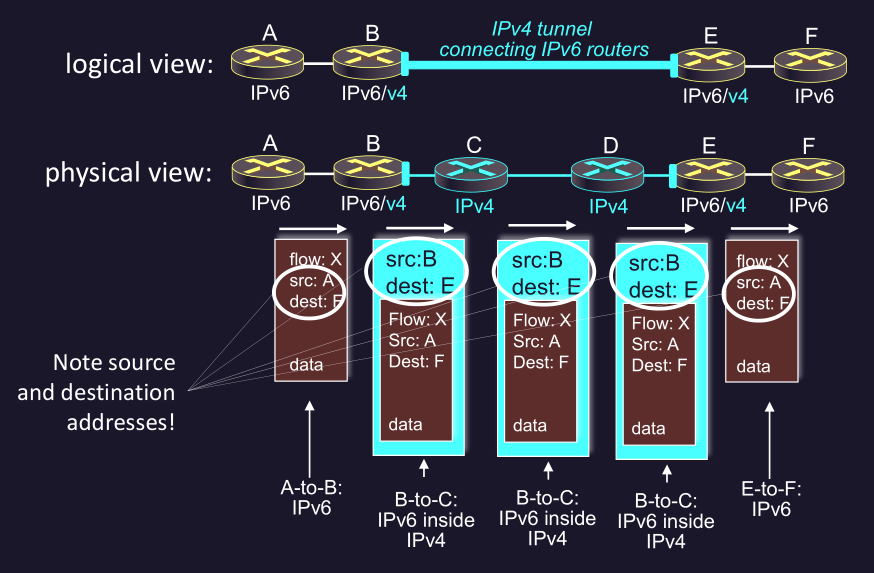 logical view:
A
B
IPv4 tunnel
connecting IPv6 routers
E
F
IPv6
IPv6/v4
IPv6/v4
IPv6
physical view:
A
B
C
D
E
F
IPv6
IPv6/v4
IPv4
IPv4
IPv6/v4
IPv6
flow: X
src: A
dest: F
data
src:B
dest: E
Flow: X
Src: A
Dest: F
data
src:B
dest: E
Flow: X
Src: A
Dest: F
data
src:B
dest: E
Flow: X
Src: A
Dest: F
data
flow: X
src: A
dest: F
data
Note source
and destination
addresses!
A-to-B:
IPv6
B-to-C:
IPv6 inside
IPv4
B-to-C:
IPv6 inside
IPv4
B-to-C:
IPv6 inside
IPv4
E-to-F:
IPv6